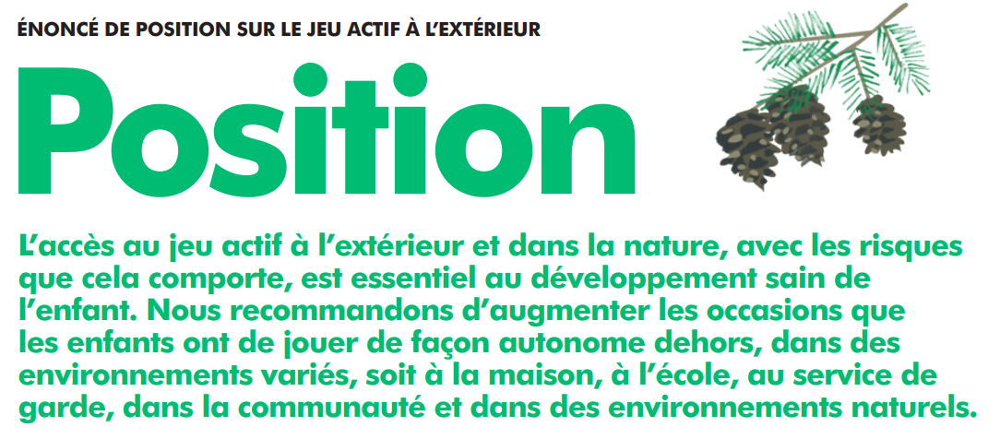 ÉNONCÉ DE POSITION SUR LE JEU ACTIF À L’EXTÉRIEUR
Position
L’accès au jeu actif à l’extérieur et dans la nature, avec les risques
que cela comporte, est essentiel au développement sain de
l’enfant. Nous recommandons d’augmenter les occasions que
les enfants ont de jouer de façon autonome dehors, dans des
environnements variés, soit à la maison, à l’école, au service de
garde, dans la communauté et dans des environnements naturels.